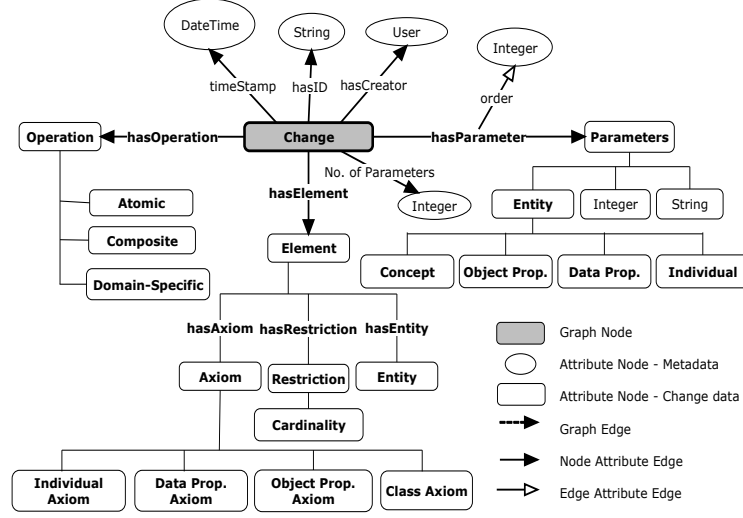 DateTime
String
User
Integer
timeStamp
hasID
hasCreator
order
Operation
hasOperation
Change
hasParameter
Parameters
No. of Parameters
hasElement
Integer
Atomic
Composite
Domain-Specific
Element
Entity
Integer
String
Concept
Object Prop.
Data Prop.
Individual
hasAxiom
hasRestriction
hasEntity
Axiom
Restriction
Entity
Cardinality
Individual
Axiom
Data Prop.
Axiom
Object Prop.
Axiom
Class Axiom
Graph Node
Attribute Node - Metadata
Attribute Node - Change data
Graph Edge
Node Attribute Edge
Edge Attribute Edge